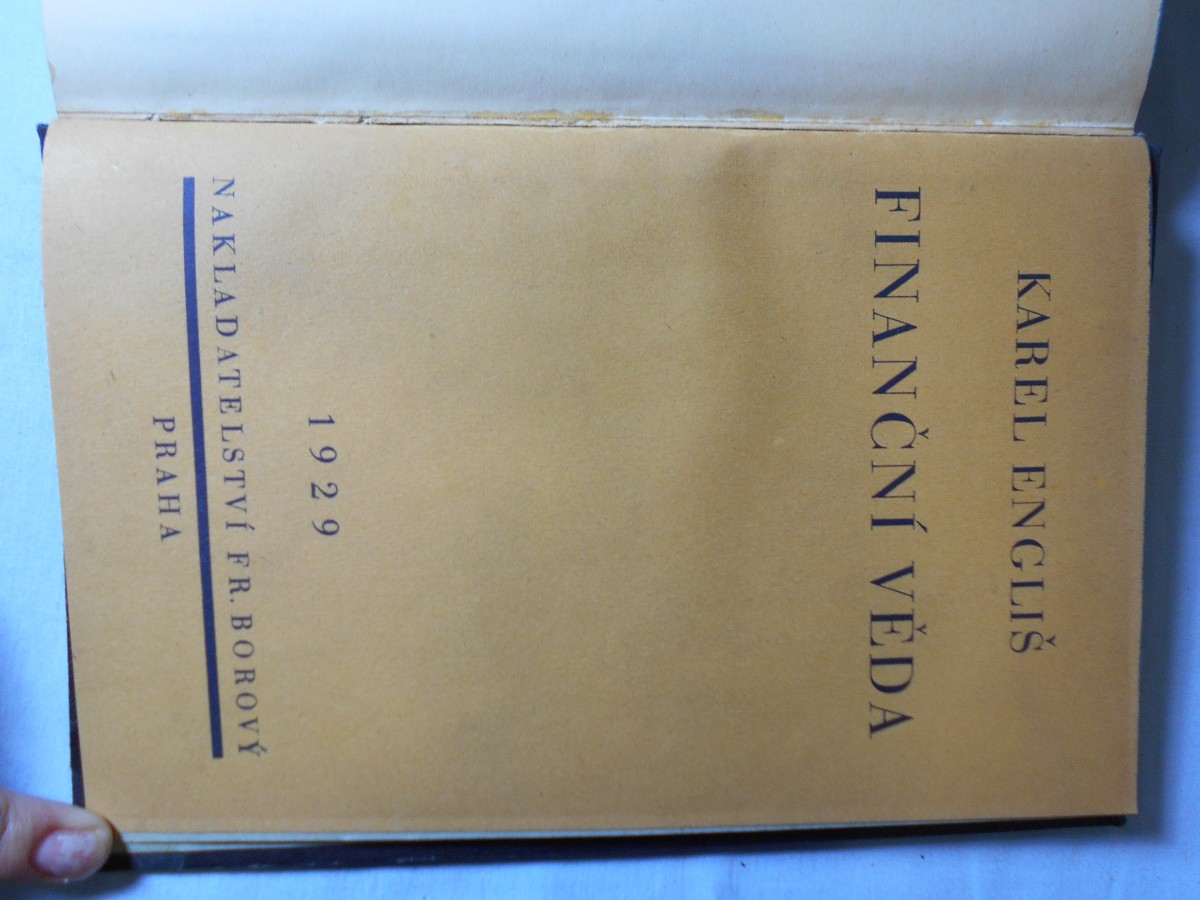 KAREL ENGLIŠ
FINANČNÍ VĚDA
1929
NAKLADATELSTVÍ FR. BOROVÝ
PRAHA